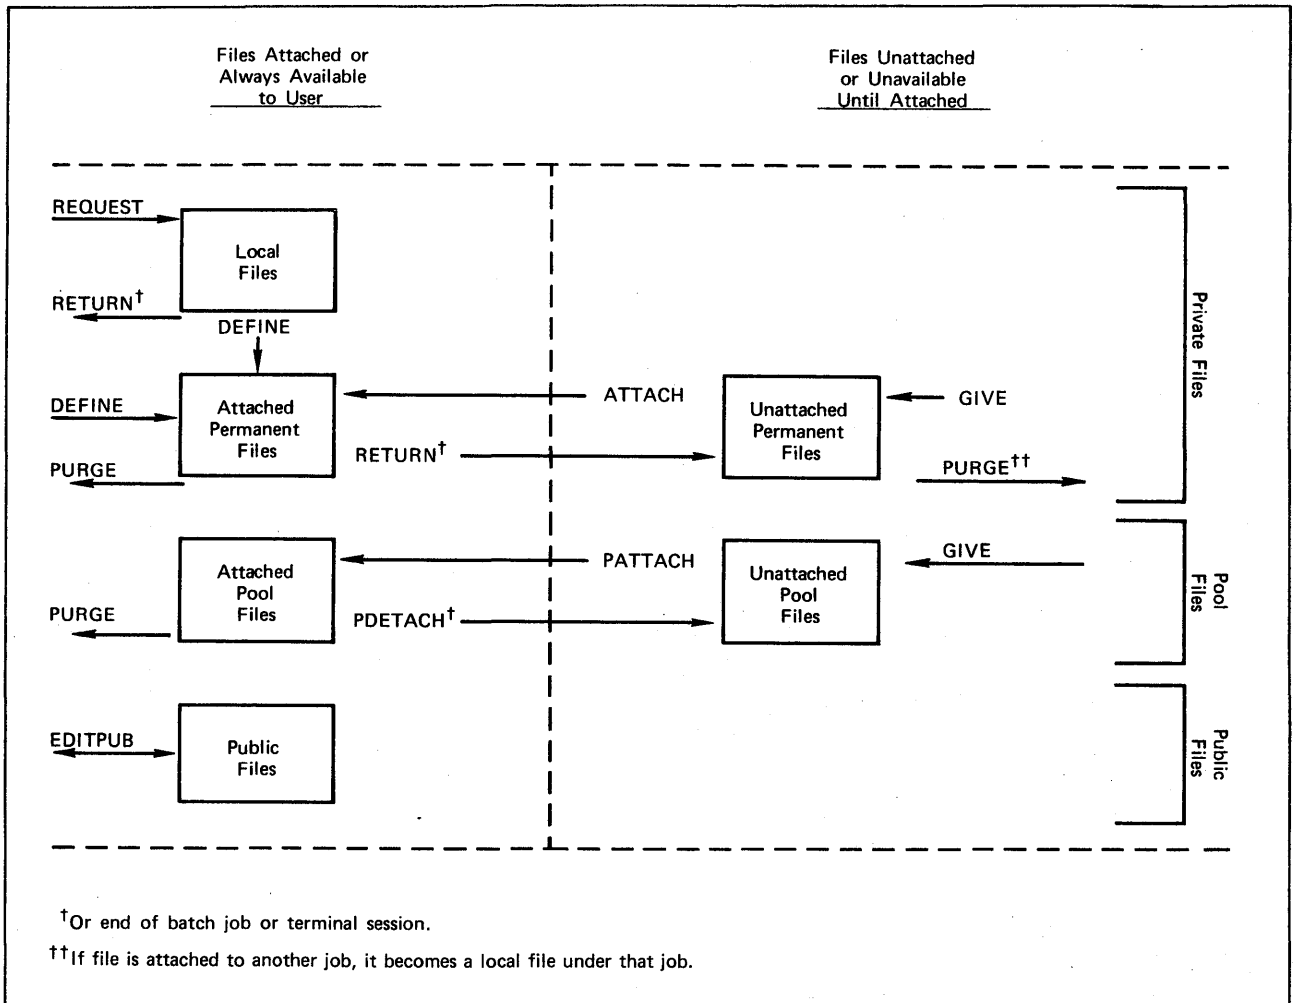 Files Attached or
Always Available
to User
Files Unattached
or Unavailable
Until Attached
REQUEST
Local
Files
RETURN†
DEFINE
DEFINE
Attached
Permanent
Files
PURGE
ATTACH
RETURN†
Unattached
Permanent
Files
GIVE
PURGE††
Private Files
Attached
Pool
Files
PURGE
PATTACH
PDETACH†
Unattached
Pool
Files
GIVE
Pool
Files
EDITPUB
Public
Files
Public
Files
†Or end of batch job or terminal session.
††If file is attached to another job, it becomes a local file under that job.